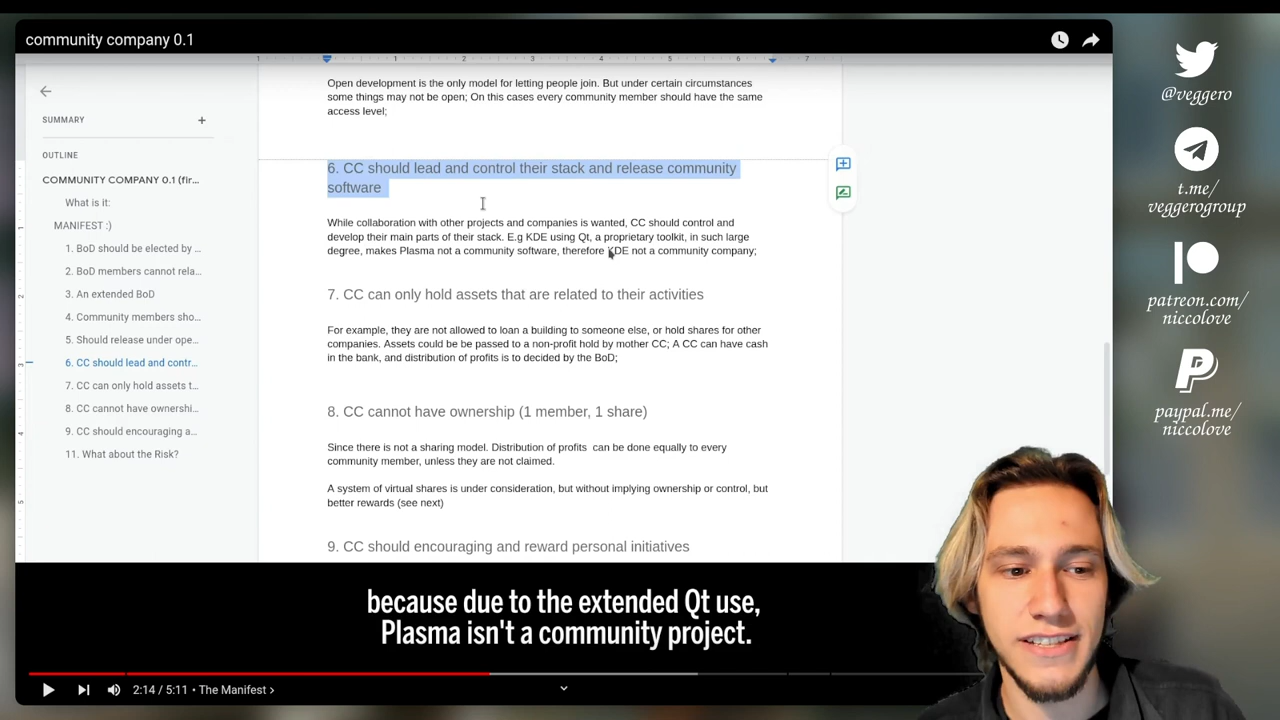 community company 0.1
1 1 2 3 4 5 6 7
Open development is the only model for letting people join. But under certain circumstances
some things may not be open; On this cases every community member should have the same
access level;
SUMMARY
+
OUTLINE
COMMUNITY COMPANY 0.1 (fir...
What is it:
MANIFEST :)
1. BoD should be elected by ...
2. BoD members cannot rela...
3. An extended BoD
4. Community members sho...
5. Should release under ope...
6. CC should lead and contr...
7. CC can only hold assets t...
8. CC cannot have ownershi...
9. CC should encouraging a...
11. What about the Risk?
6. CC should lead and control their stack and release community
software
While collaboration with other projects and companies is wanted, CC should control and
develop their main parts of their stack. E.g KDE using Qt, a proprietary toolkit, in such large
degree, makes Plasma not a community software, therefore KDE not a community company;
7. CC can only hold assets that are related to their activities
For example, they are not allowed to loan a building to someone else, or hold shares for other
companies. Assets could be be passed to a non-profit hold by mother CC; A CC can have cash
in the bank, and distribution of profits is to decided by the BoD;
8. CC cannot have ownership (1 member, 1 share)
Since there is not a sharing model. Distribution of profits can be done equally to every
community member, unless they are not claimed.
A system of virtual shares is under consideration, but without implying ownership or control, but
better rewards (see next)
9. CC should encouraging and reward personal initiatives
because due to the extended Qt use,
Plasma isn't a community project.
2:14 / 5:11 • The Manifest ›
@veggero
t.me/
veggerogroup
patreon.com/
niccolove
paypal.me/
niccolove